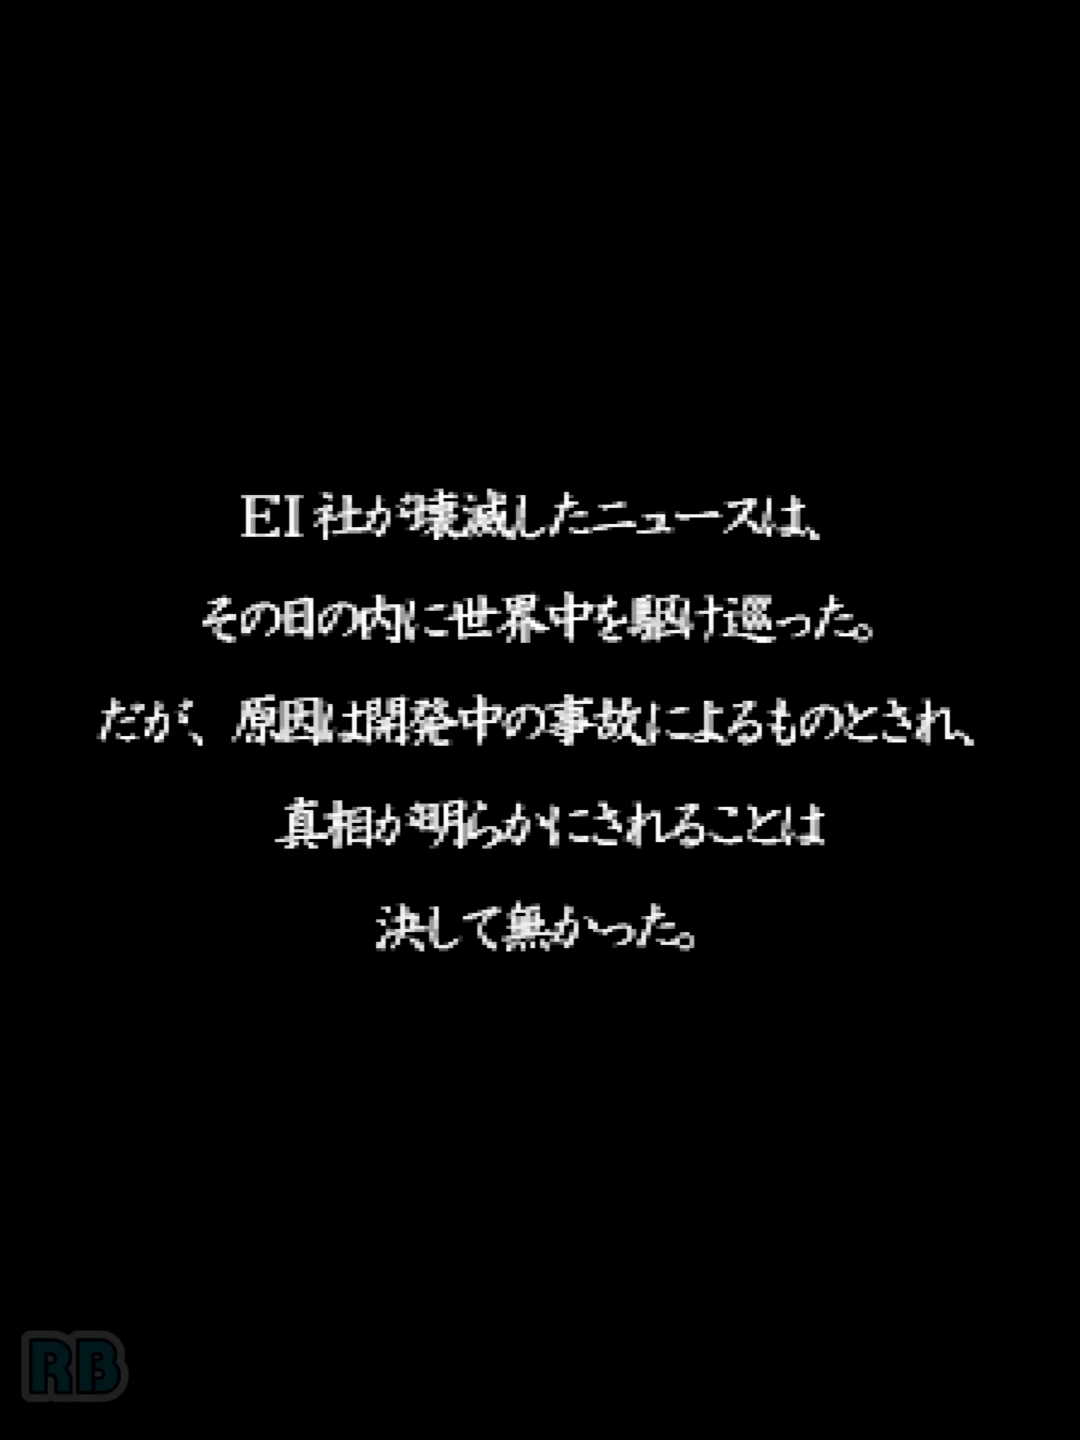 EI社が壊滅したニュースは、
その日の内に世界中を駆け巡った。
だが、原因は開発中の事故によるものとされ、
真相が明らかにされることは
決して無かった。
RB